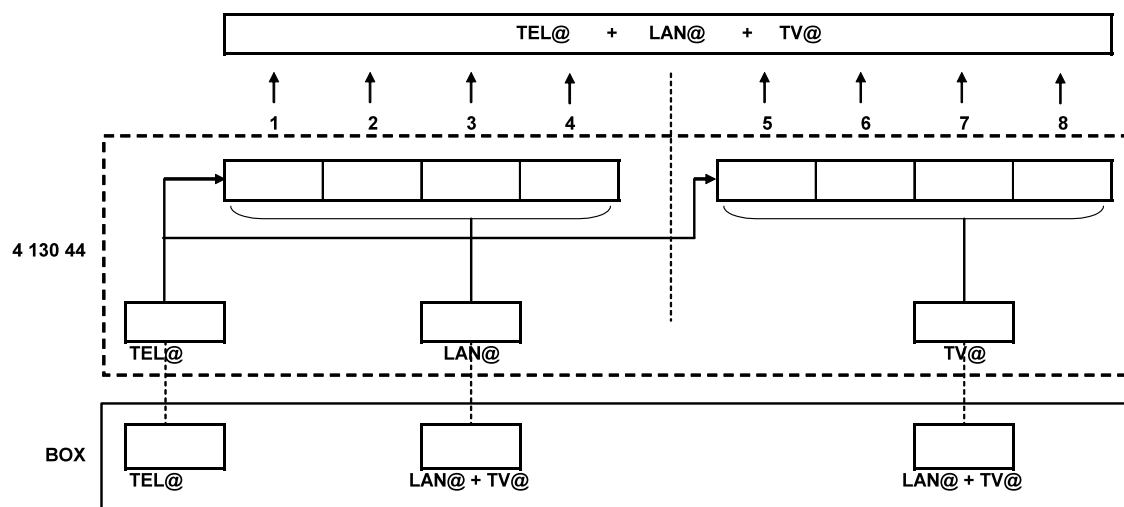 TEL@ + LAN@ + TV@
1 2 3 4 5 6 7 8
4 130 44
TEL@ LAN@ TV@
BOX
TEL@ LAN@ + TV@ LAN@ + TV@